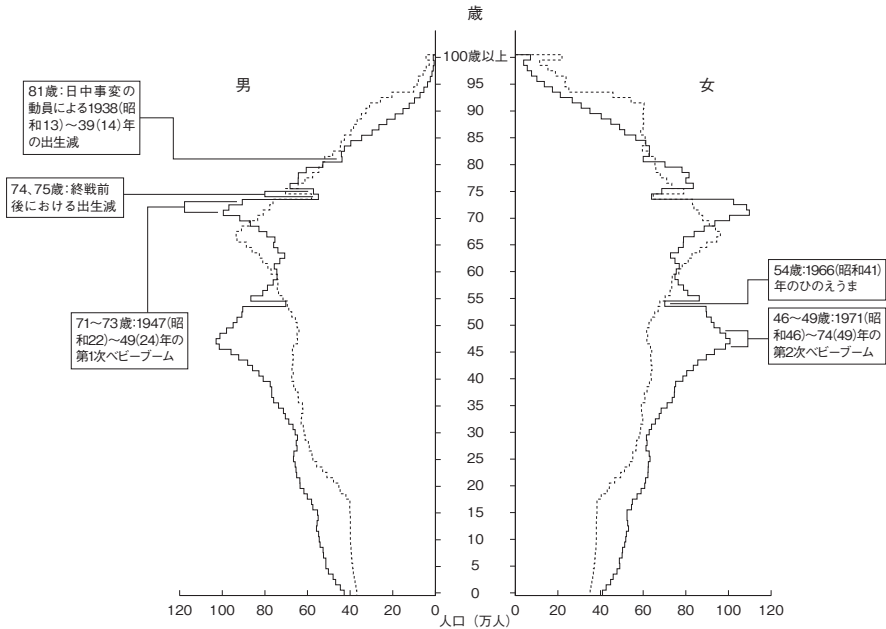 歳
男
女
100歳以上
95
90
85
80
75
70
65
60
55
50
45
40
35
30
25
20
15
10
5
0
81歳:日中事変の
動員による1938(昭
和13)〜39(14)年
の出生減
74、75歳:終戦前
後における出生減
71〜73歳:1947(昭
和22)〜49(24)年の
第1次ベビーブーム
54歳:1966(昭和41)
年のひのえうま
46〜49歳:1971(昭
和46)〜74(49)年の
第2次ベビーブーム
120 100 80 60 40 20 0
人口(万人)
0 20 40 60 80 100 120